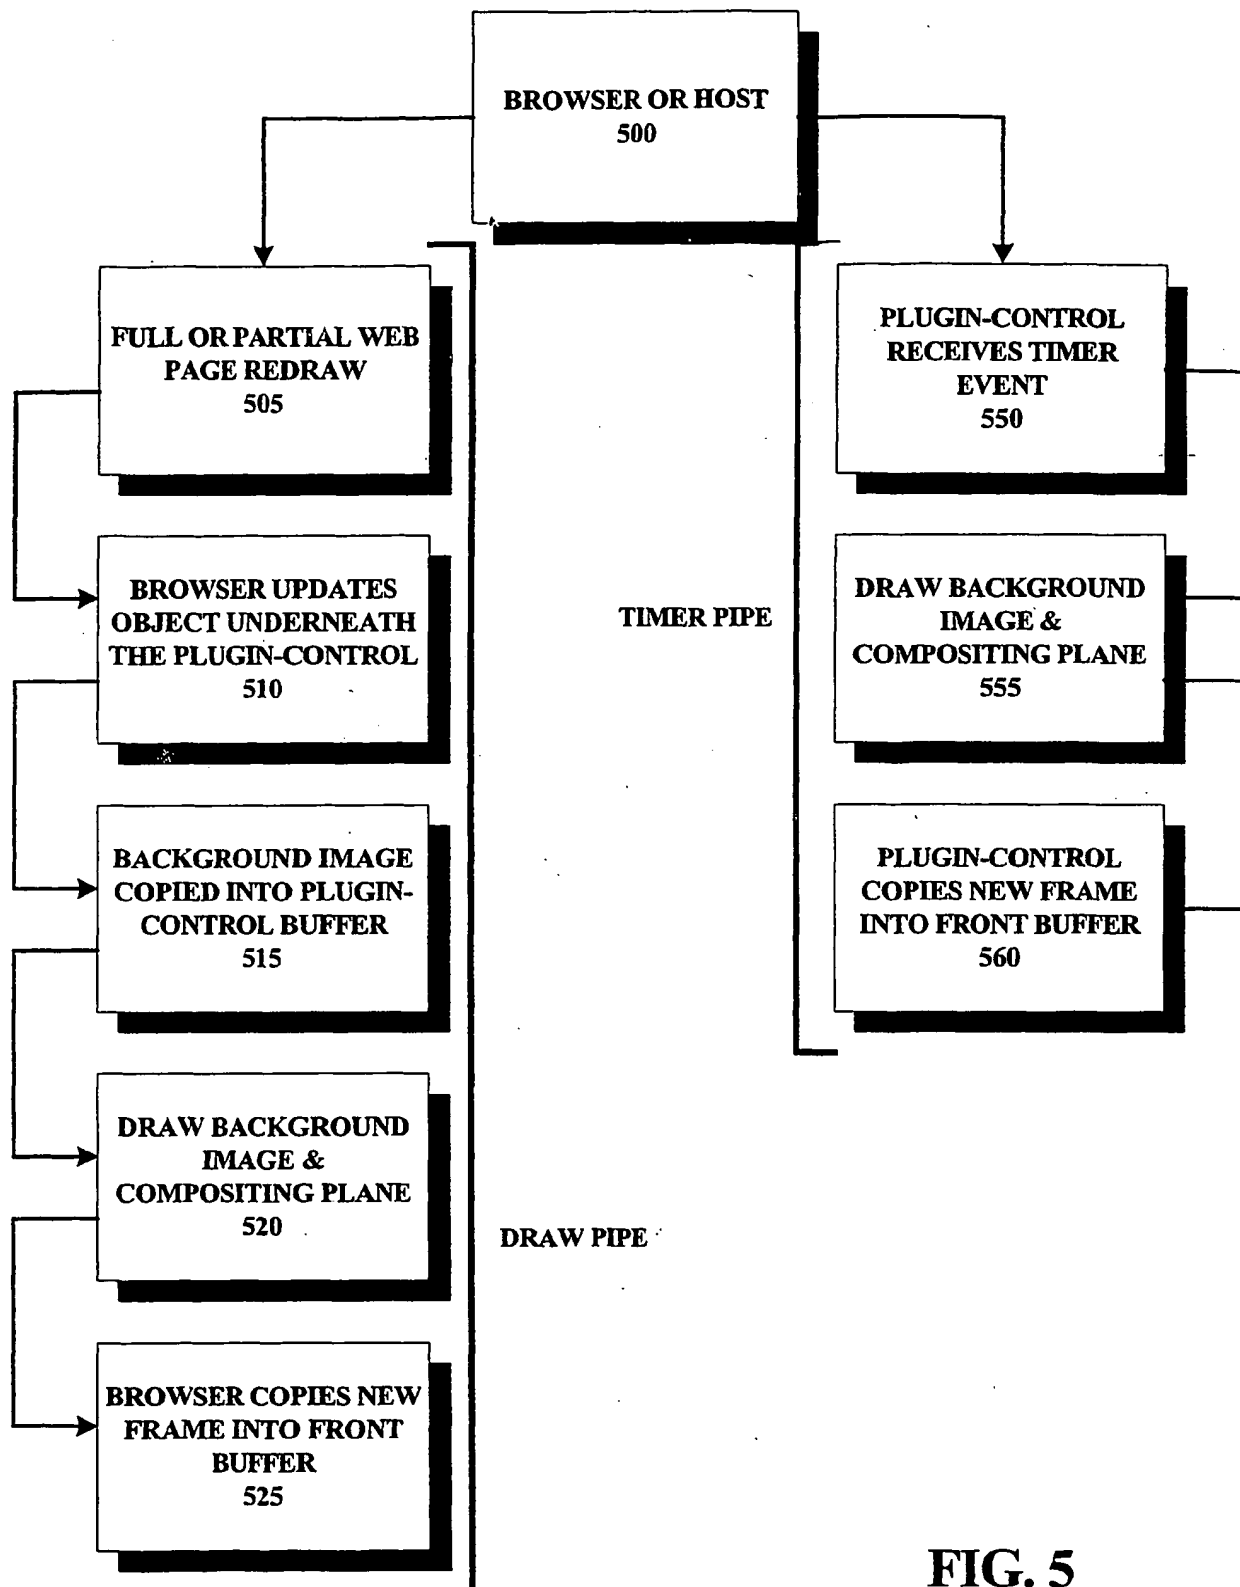 BROWSER OR HOST
500
FULL OR PARTIAL WEB
PAGE REDRAW
505
BROWSER UPDATES
OBJECT UNDERNEATH
THE PLUGIN-CONTROL
510
BACKGROUND IMAGE
COPIED INTO PLUGIN-
CONTROL BUFFER
515
DRAW BACKGROUND
IMAGE &
COMPOSITING PLANE
520
BROWSER COPIES NEW
FRAME INTO FRONT
BUFFER
525
DRAW PIPE
TIMER PIPE
PLUGIN-CONTROL
RECEIVES TIMER
EVENT
550
DRAW BACKGROUND
IMAGE &
COMPOSITING PLANE
555
PLUGIN-CONTROL
COPIES NEW FRAME
INTO FRONT BUFFER
560
FIG. 5